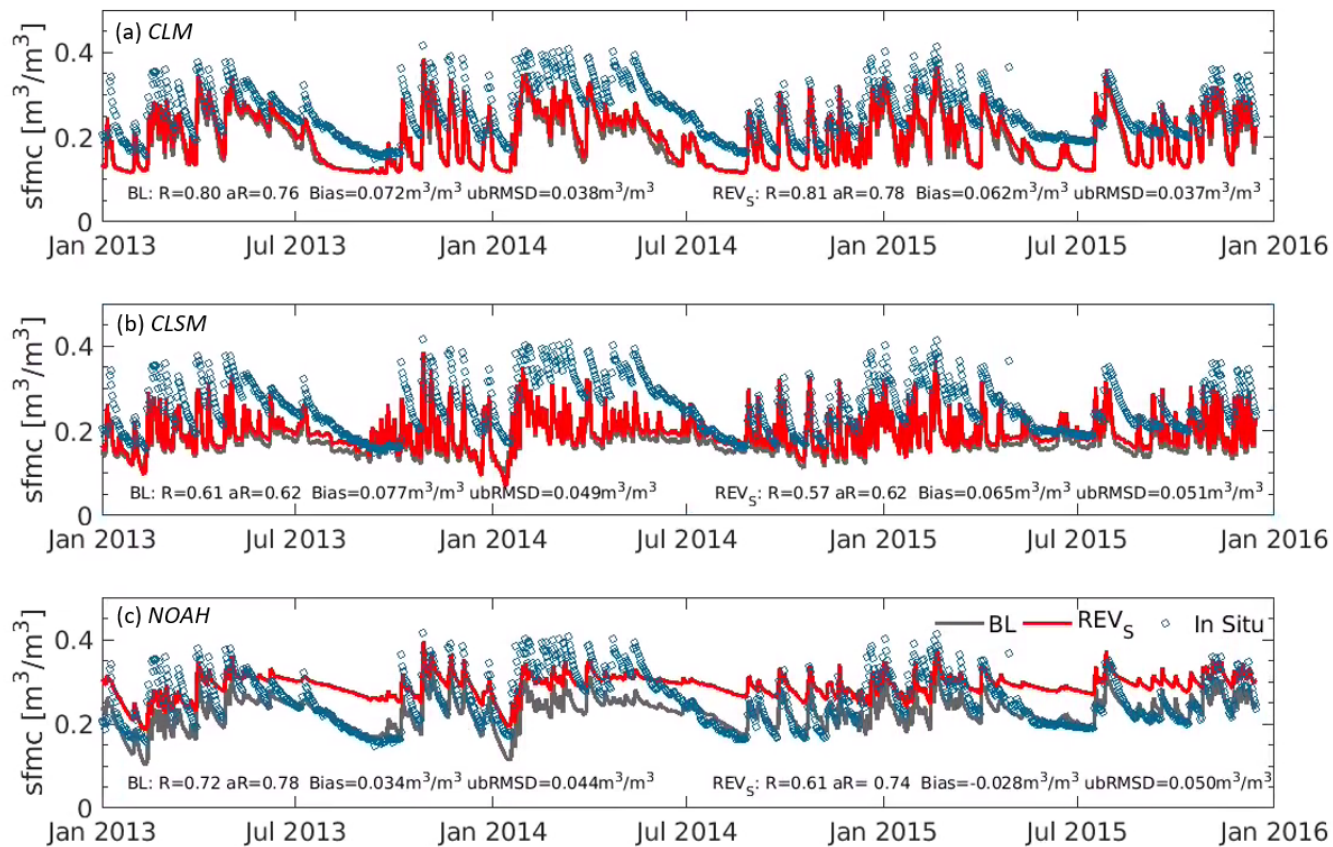 (a) CLM
sfmc [m³/m³]
0.4
0.2
0
BL: R=0.80 aR=0.76 Bias=0.072m³/m³ ubRMSD=0.038m³/m³
REV_S: R=0.81 aR=0.78 Bias=0.062m³/m³ ubRMSD=0.037m³/m³
Jan 2013 Jul 2013 Jan 2014 Jul 2014 Jan 2015 Jul 2015 Jan 2016
(b) CLSM
sfmc [m³/m³]
0.4
0.2
0
BL: R=0.61 aR=0.62 Bias=0.077m³/m³ ubRMSD=0.049m³/m³
REV_S: R=0.57 aR=0.62 Bias=0.065m³/m³ ubRMSD=0.051m³/m³
Jan 2013 Jul 2013 Jan 2014 Jul 2014 Jan 2015 Jul 2015 Jan 2016
(c) NOAH
BL REV_S In Situ
sfmc [m³/m³]
0.4
0.2
0
BL: R=0.72 aR=0.78 Bias=0.034m³/m³ ubRMSD=0.044m³/m³
REV_S: R=0.61 aR= 0.74 Bias=-0.028m³/m³ ubRMSD=0.050m³/m³
Jan 2013 Jul 2013 Jan 2014 Jul 2014 Jan 2015 Jul 2015 Jan 2016